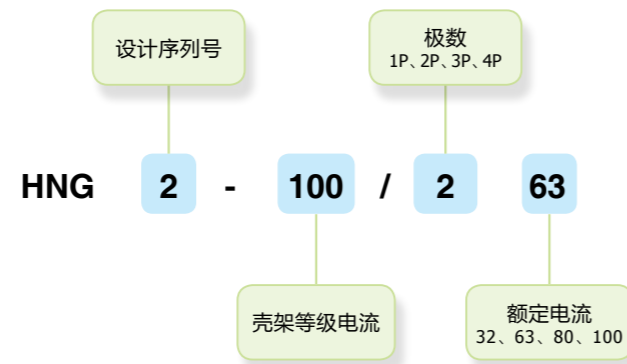 设计序列号
极数
1P、2P、3P、4P
HNG 2 - 100 / 2 63
壳架等级电流
额定电流
32、63、80、100